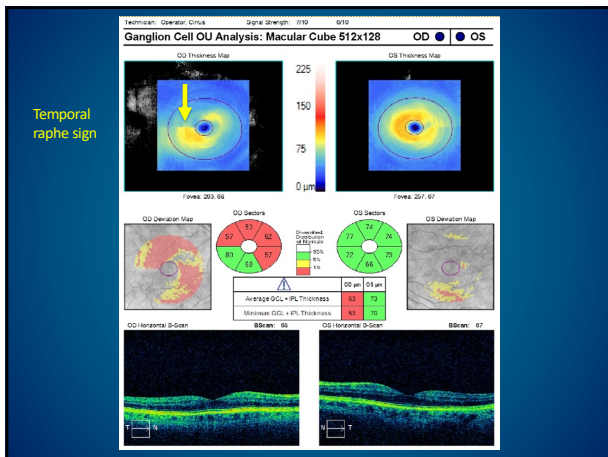 Technician: Operator, Cirrus Signal Strength: 7/10 6/10
Ganglion Cell OU Analysis: Macular Cube 512x128 OD OS
OD Thickness Map OS Thickness Map
Temporal
raphe sign
225
150
75
0 µm
Fovea: 263, 68 Fovea: 257, 67
OD Deviation Map OD Sectors OS Sectors OS Deviation Map
53
57 62
80 57
68
Diversified:
Distribution
of Normals
95%
5%
1%
74
77 74
72 73
66
OD µm OS µm
Average GCL + IPL Thickness 63 73
Minimum GCL + IPL Thickness 53 70
OD Horizontal B-Scan BScan: 68 OS Horizontal B-Scan BScan: 67
T N N T